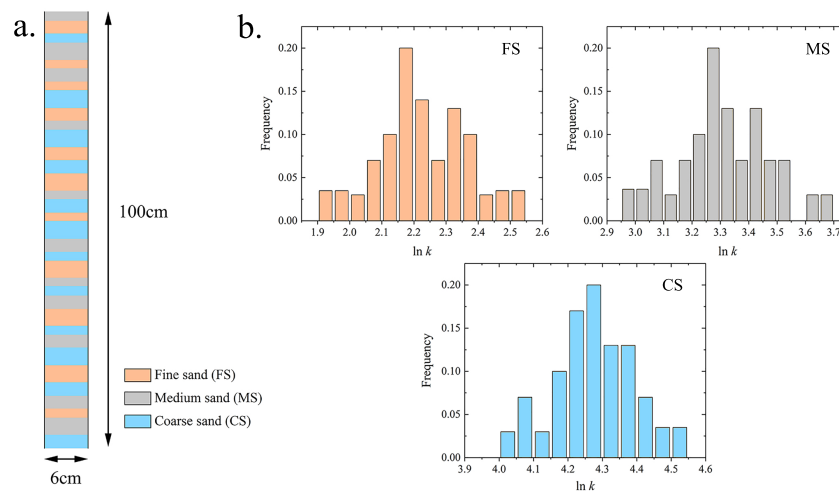 a.
100cm
6cm
Fine sand (FS)
Medium sand (MS)
Coarse sand (CS)
b.
FS
Frequency
0.20
0.15
0.10
0.05
0.00
1.9 2.0 2.1 2.2 2.3 2.4 2.5 2.6
ln k
MS
Frequency
0.20
0.15
0.10
0.05
0.00
2.9 3.0 3.1 3.2 3.3 3.4 3.5 3.6 3.7
ln k
CS
Frequency
0.20
0.15
0.10
0.05
0.00
3.9 4.0 4.1 4.2 4.3 4.4 4.5 4.6
ln k